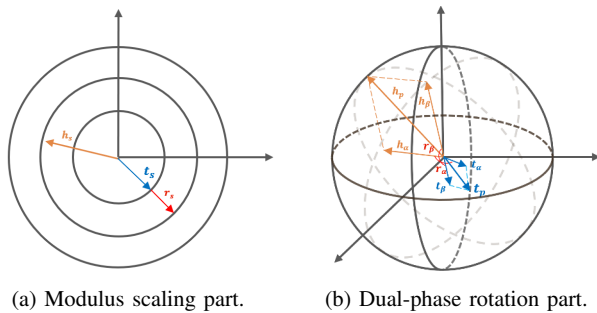 h_s
t_s
r_s
h_p
h_β
h_α
r_β
r_α
t_α
t_β
t_p
(a) Modulus scaling part.
(b) Dual-phase rotation part.